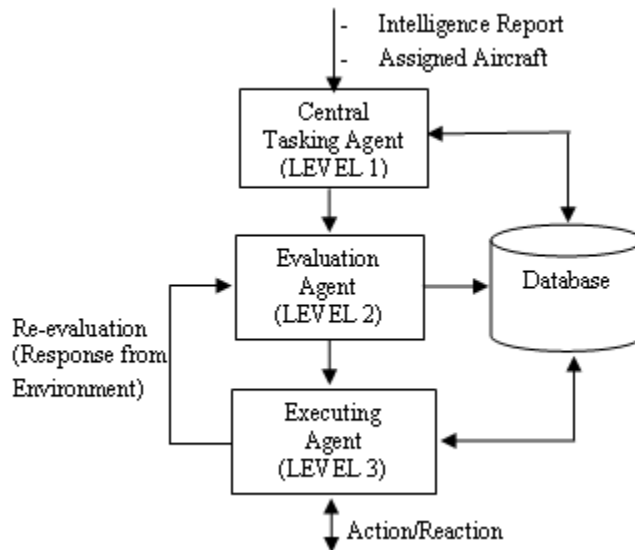 - Intelligence Report
- Assigned Aircraft
Central
Tasking Agent
(LEVEL 1)
Evaluation
Agent
(LEVEL 2)
Database
Re-evaluation
(Response from
Environment)
Executing
Agent
(LEVEL 3)
Action/Reaction